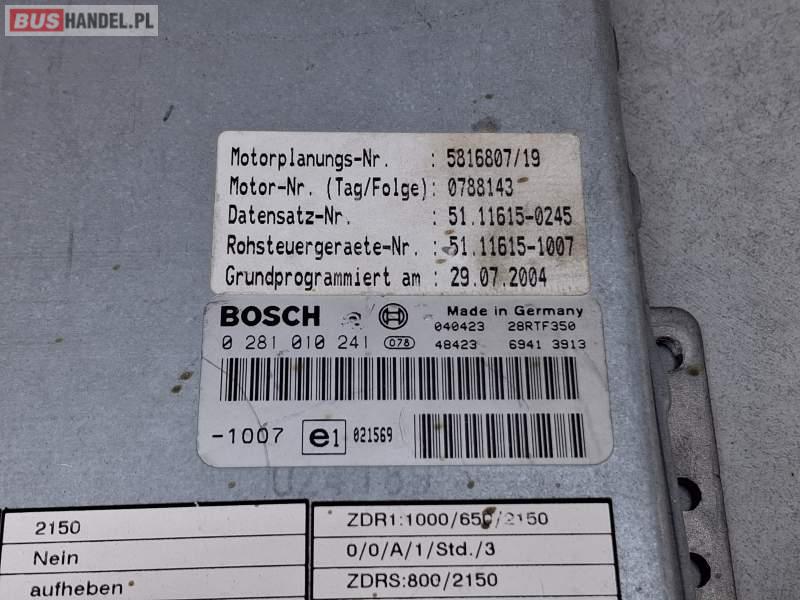 BUSHANDEL.PL
Motorplanungs-Nr. : 5816807/19
Motor-Nr. (Tag/Folge): 0788143
Datensatz-Nr. : 51.11615-0245
Rohsteuergeraete-Nr. : 51.11615-1007
Grundprogrammiert am : 29.07.2004
BOSCH Made in Germany
040423 28RTF350
0 281 010 241 078 48423 6941 3913
-1007 e1 021569
2150 ZDR1:1000/650/2150
Nein 0/0/A/1/Std./3
aufheben ZDRS:800/2150